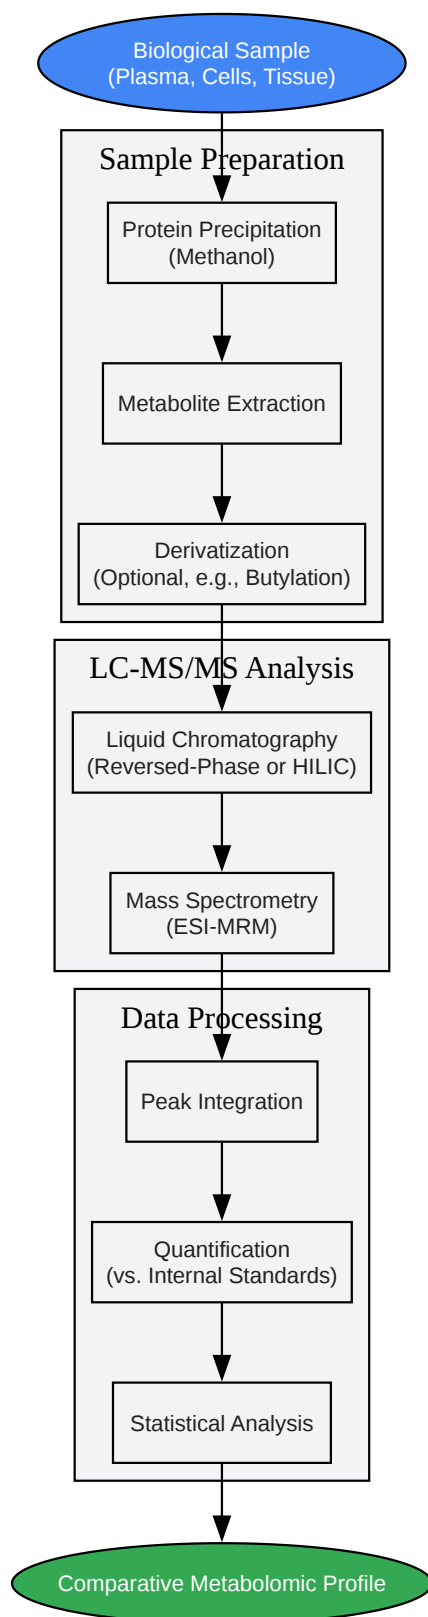 Biological Sample
(Plasma, Cells, Tissue)
Sample Preparation
Protein Precipitation
(Methanol)
Metabolite Extraction
Derivatization
(Optional, e.g., Butylation)
LC-MS/MS Analysis
Liquid Chromatography
(Reversed-Phase or HILIC)
Mass Spectrometry
(ESI-MRM)
Data Processing
Peak Integration
Quantification
(vs. Internal Standards)
Statistical Analysis
Comparative Metabolomic Profile